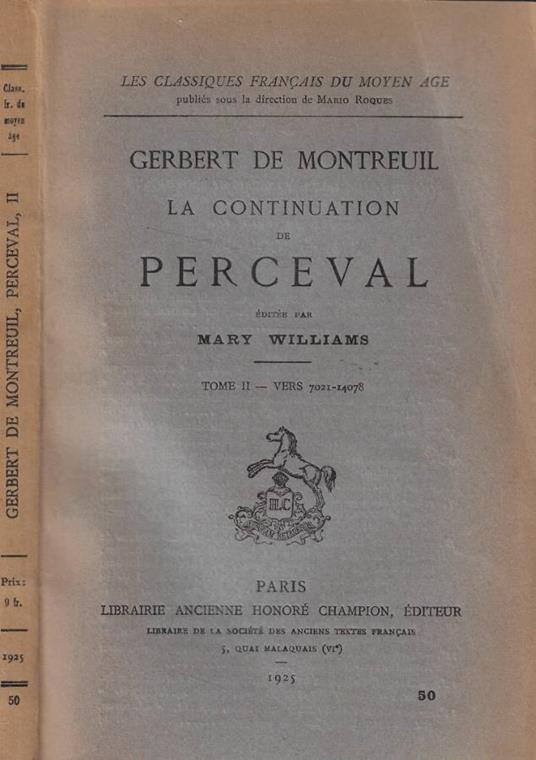 Class.
fr. du
moyen
âge
GERBERT DE MONTREUIL, PERCEVAL, II
Prix:
9 fr.
1925
50
LES CLASSIQUES FRANÇAIS DU MOYEN AGE
publiés sous la direction de MARIO ROQUES
GERBERT DE MONTREUIL
LA CONTINUATION
DE
PERCEVAL
ÉDITÉE PAR
MARY WILLIAMS
TOME II — VERS 7021-14078
HLC
PARIS
LIBRAIRIE ANCIENNE HONORÉ CHAMPION, ÉDITEUR
LIBRAIRE DE LA SOCIÉTÉ DES ANCIENS TEXTES FRANÇAIS
5, QUAI MALAQUAIS (VIᵉ)
1925
50